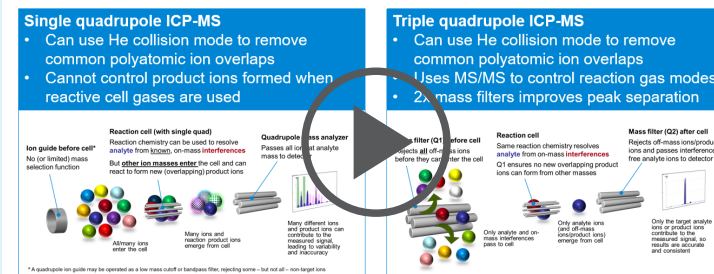 Single quadrupole ICP-MS
• Can use He collision mode to remove
common polyatomic ion overlaps
• Cannot control product ions formed when
reactive cell gases are used
Ion guide before cell*
No (or limited) mass
selection function
Reaction cell (with single quad)
Reaction chemistry can be used to resolve
analyte from known, on-mass interferences
But other ion masses enter the cell and can
react to form new (overlapping) product ions
Quadrupole mass analyzer
Passes all ions at analyte
mass to detector
All/many ions
enter the cell
Many ions and
reaction product ions
emerge from cell
Many different ions
and product ions can
contribute to the
measured signal,
leading to variability
and inaccuracy
* A quadrupole ion guide may be operated as a low mass cutoff or bandpass filter, rejecting some – but not all – non-target ions
Triple quadrupole ICP-MS
• Can use He collision mode to remove
common polyatomic ion overlaps
• Uses MS/MS to control reaction gas modes
• 2x mass filters improves peak separation
filter (Q1) before cell
Rejects all off-mass ions
before they can enter the cell
Reaction cell
Same reaction chemistry resolves
analyte from on-mass interferences
Q1 ensures no new overlapping product
ions can form from other masses
Mass filter (Q2) after cell
Rejects off-mass ions/produ
ions and passes interference
free analyte ions to detector
Only analyte and on-
mass interferences
pass to cell
Only analyte ions
(and off-mass
ions/product ions)
emerge from cell
Only the target analyte
ions or product ions
contribute to the
measured signal, so
results are accurate
and consistent